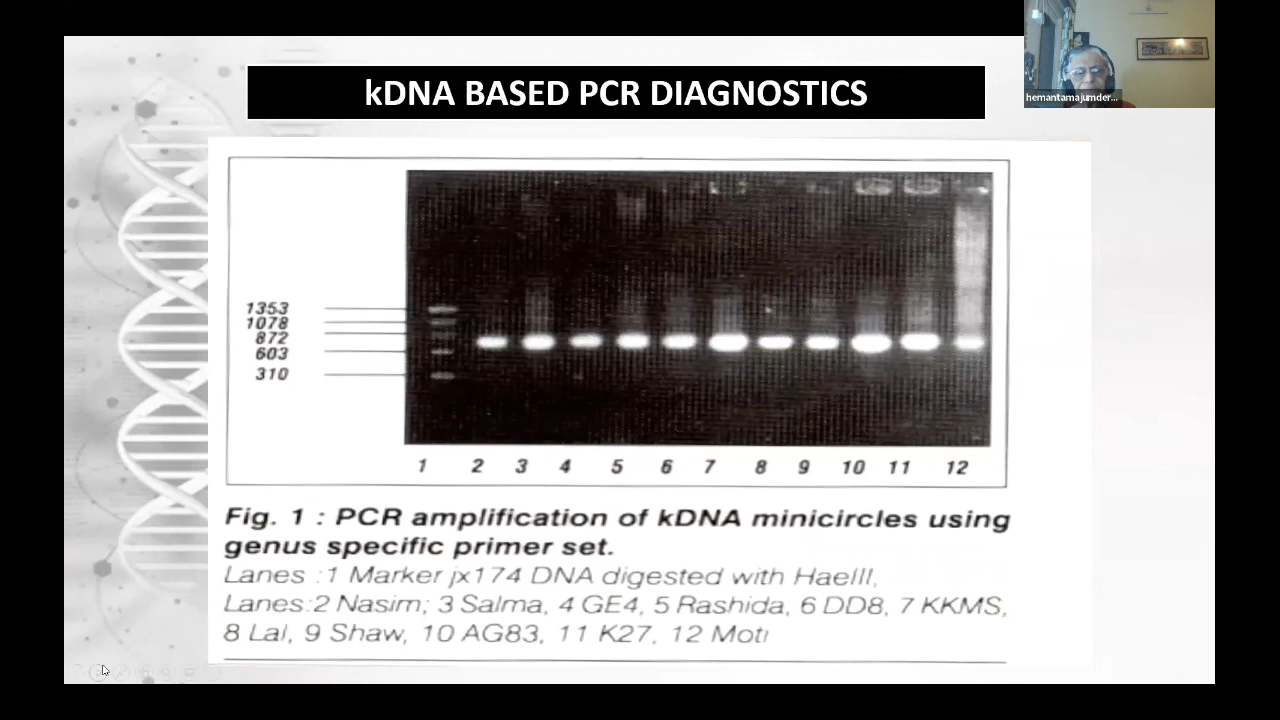 kDNA BASED PCR DIAGNOSTICS
hemantamajumder...
1353
1078
872
603
310
1 2 3 4 5 6 7 8 9 10 11 12
Fig. 1 : PCR amplification of kDNA minicircles using
genus specific primer set.
Lanes :1 Marker jx174 DNA digested with HaeIII,
Lanes:2 Nasim; 3 Salma, 4 GE4, 5 Rashida, 6 DD8, 7 KKMS,
8 Lal, 9 Shaw, 10 AG83, 11 K27, 12 Moti